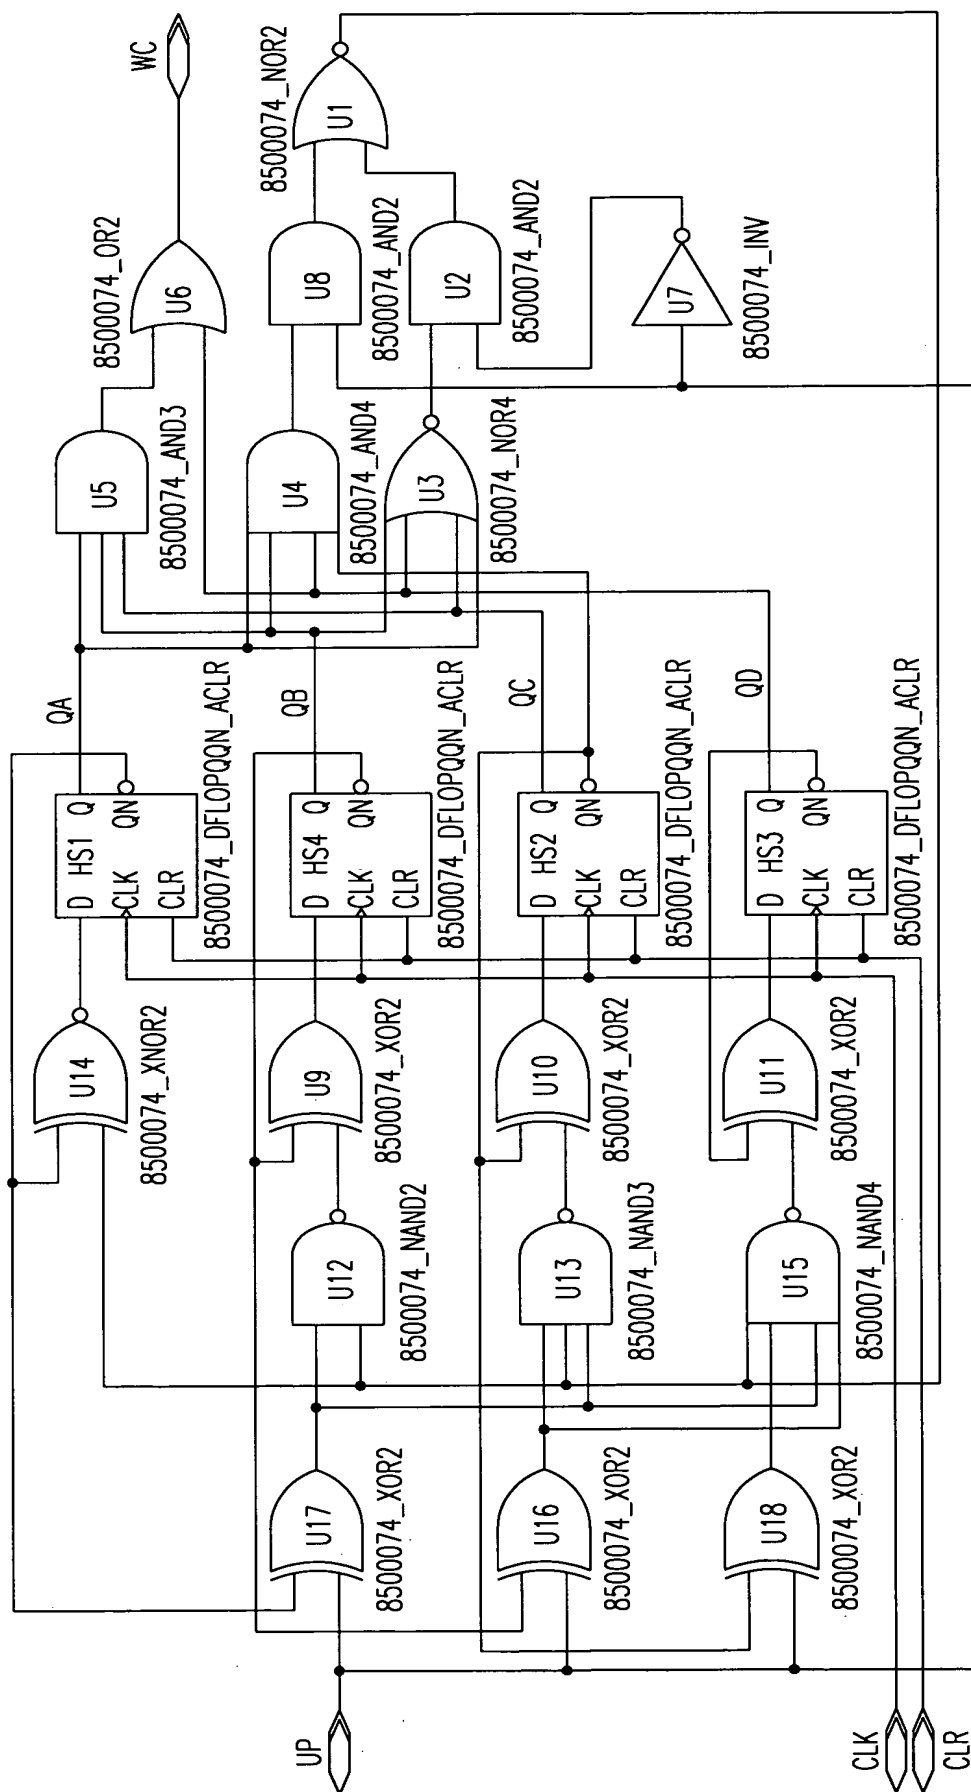 UP
CLK
CLR
U17
8500074_XOR2
U16
8500074_XOR2
U18
8500074_XOR2
U12
8500074_NAND2
U13
8500074_NAND3
U15
8500074_NAND4
U14
8500074_XNOR2
U9
8500074_XOR2
U10
8500074_XOR2
U11
8500074_XOR2
D HS1 Q
CLK QN
CLR
8500074_DFLOPQQN_ACLR
D HS4 Q
CLK QN
CLR
8500074_DFLOPQQN_ACLR
D HS2 Q
CLK QN
CLR
8500074_DFLOPQQN_ACLR
D HS3 Q
CLK QN
CLR
8500074_DFLOPQQN_ACLR
QA
QB
QC
QD
U5
8500074_AND3
U4
8500074_AND4
U3
8500074_NOR4
U6
8500074_OR2
U8
8500074_AND2
U2
8500074_AND2
U7
8500074_INV
U1
8500074_NOR2
WC